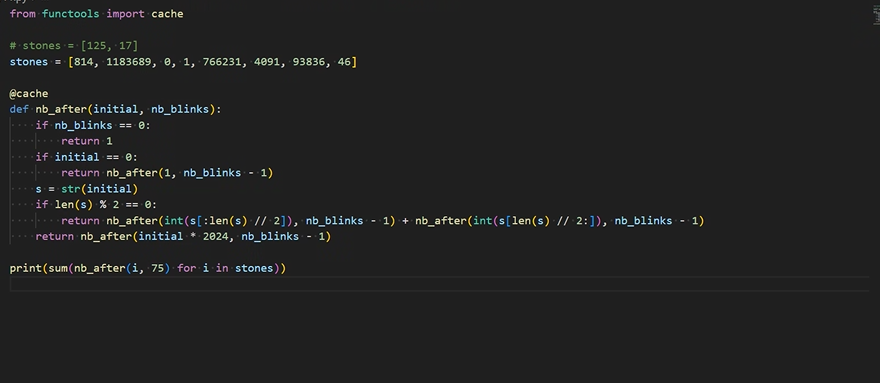 from functools import cache
# stones = [125, 17]
stones = [814, 1183689, 0, 1, 766231, 4091, 93836, 46]
@cache
def nb_after(initial, nb_blinks):
    if nb_blinks == 0:
        return 1
    if initial == 0:
        return nb_after(1, nb_blinks - 1)
    s = str(initial)
    if len(s) % 2 == 0:
        return nb_after(int(s[:len(s) // 2]), nb_blinks - 1) + nb_after(int(s[len(s) // 2:]), nb_blinks - 1)
    return nb_after(initial * 2024, nb_blinks - 1)
print(sum(nb_after(i, 75) for i in stones))